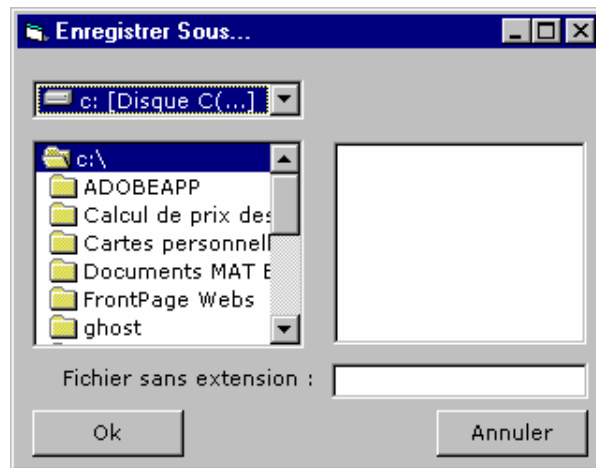 Enregistrer Sous...
c: [Disque C(...]
c:\
ADOBEAPP
Calcul de prix des
Cartes personnell
Documents MAT E
FrontPage Webs
ghost
Fichier sans extension :
Ok
Annuler